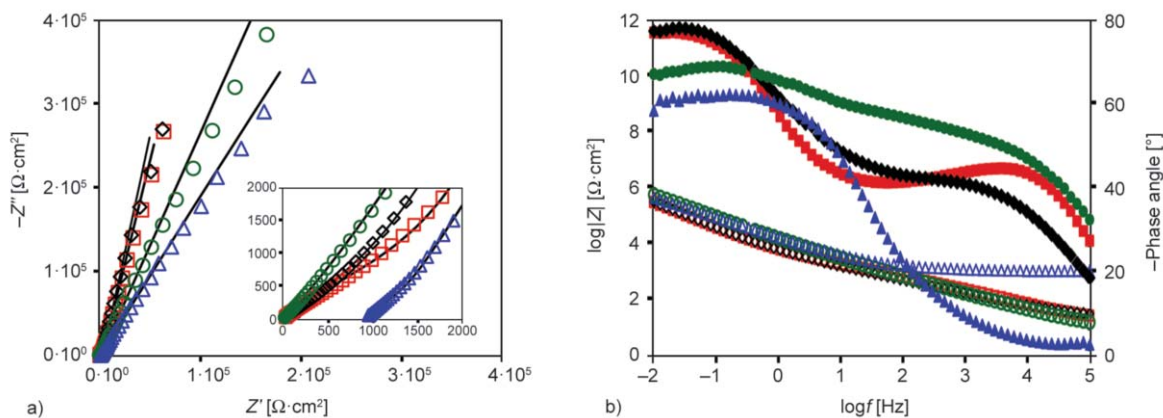 4·10⁵
3·10⁵
2·10⁵
1·10⁵
0·10⁰
–Z″ [Ω·cm²]
2000
1500
1000
500
0
0 500 1000 1500 2000
0·10⁰ 1·10⁵ 2·10⁵ 3·10⁵ 4·10⁵
Z′ [Ω·cm²]
a)
12
10
8
6
4
2
0
log|Z| [Ω·cm²]
80
60
40
20
0
–Phase angle [°]
–2 –1 0 1 2 3 4 5
logf [Hz]
b)